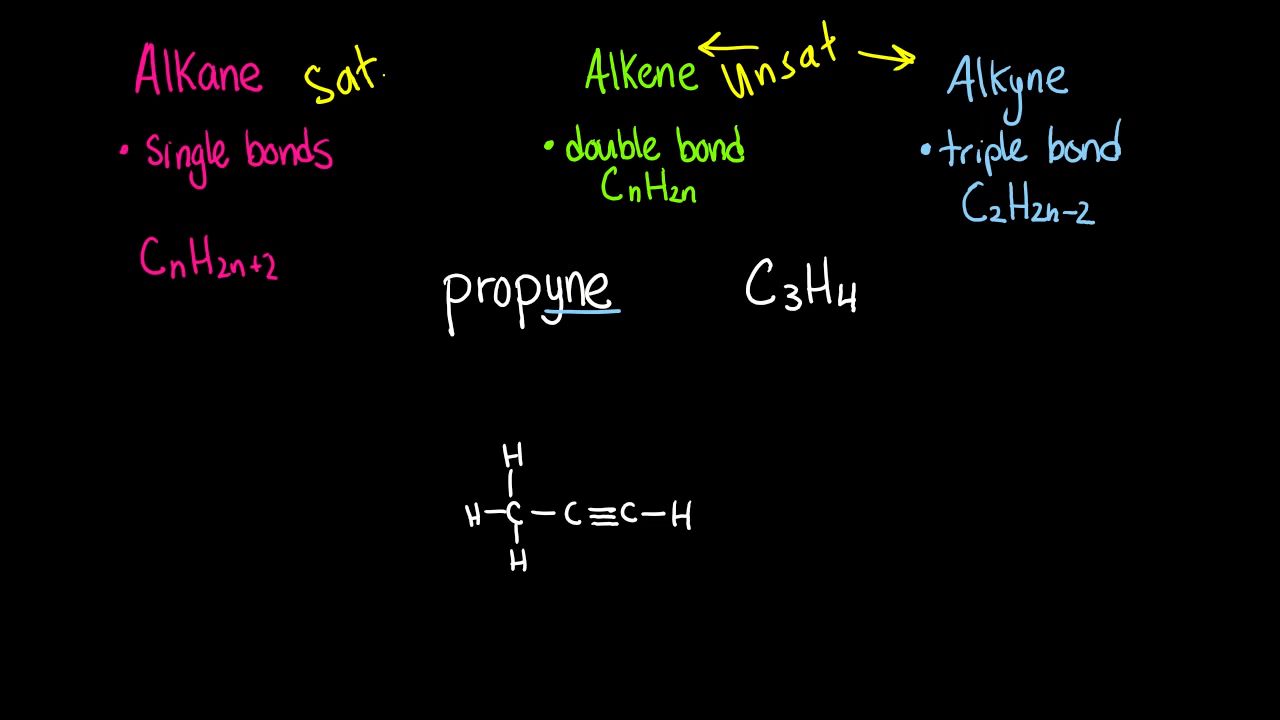 Alkane Sat.
• Single bonds
CnH2n+2
Alkene ← Unsat → Alkyne
• double bond
CnH2n
• triple bond
C2H2n-2
propyne C3H4
H
H-C-C≡C-H
H